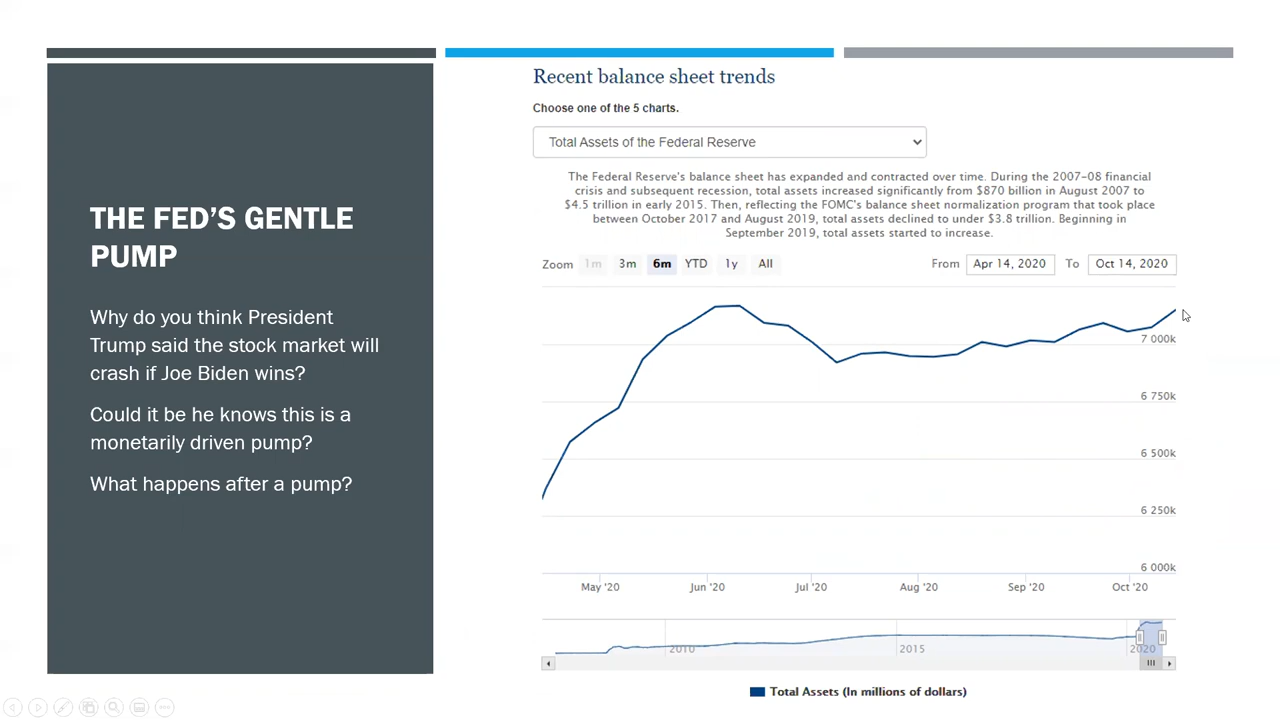 THE FED'S GENTLE
PUMP
Why do you think President
Trump said the stock market will
crash if Joe Biden wins?
Could it be he knows this is a
monetarily driven pump?
What happens after a pump?
Recent balance sheet trends
Choose one of the 5 charts.
Total Assets of the Federal Reserve
The Federal Reserve's balance sheet has expanded and contracted over time. During the 2007-08 financial
crisis and subsequent recession, total assets increased significantly from $870 billion in August 2007 to
$4.5 trillion in early 2015. Then, reflecting the FOMC's balance sheet normalization program that took place
between October 2017 and August 2019, total assets declined to under $3.8 trillion. Beginning in
September 2019, total assets started to increase.
Zoom 1m 3m 6m YTD 1y All From Apr 14, 2020 To Oct 14, 2020
7 000k
6 750k
6 500k
6 250k
6 000k
May '20 Jun '20 Jul '20 Aug '20 Sep '20 Oct '20
2010 2015 2020
Total Assets (In millions of dollars)